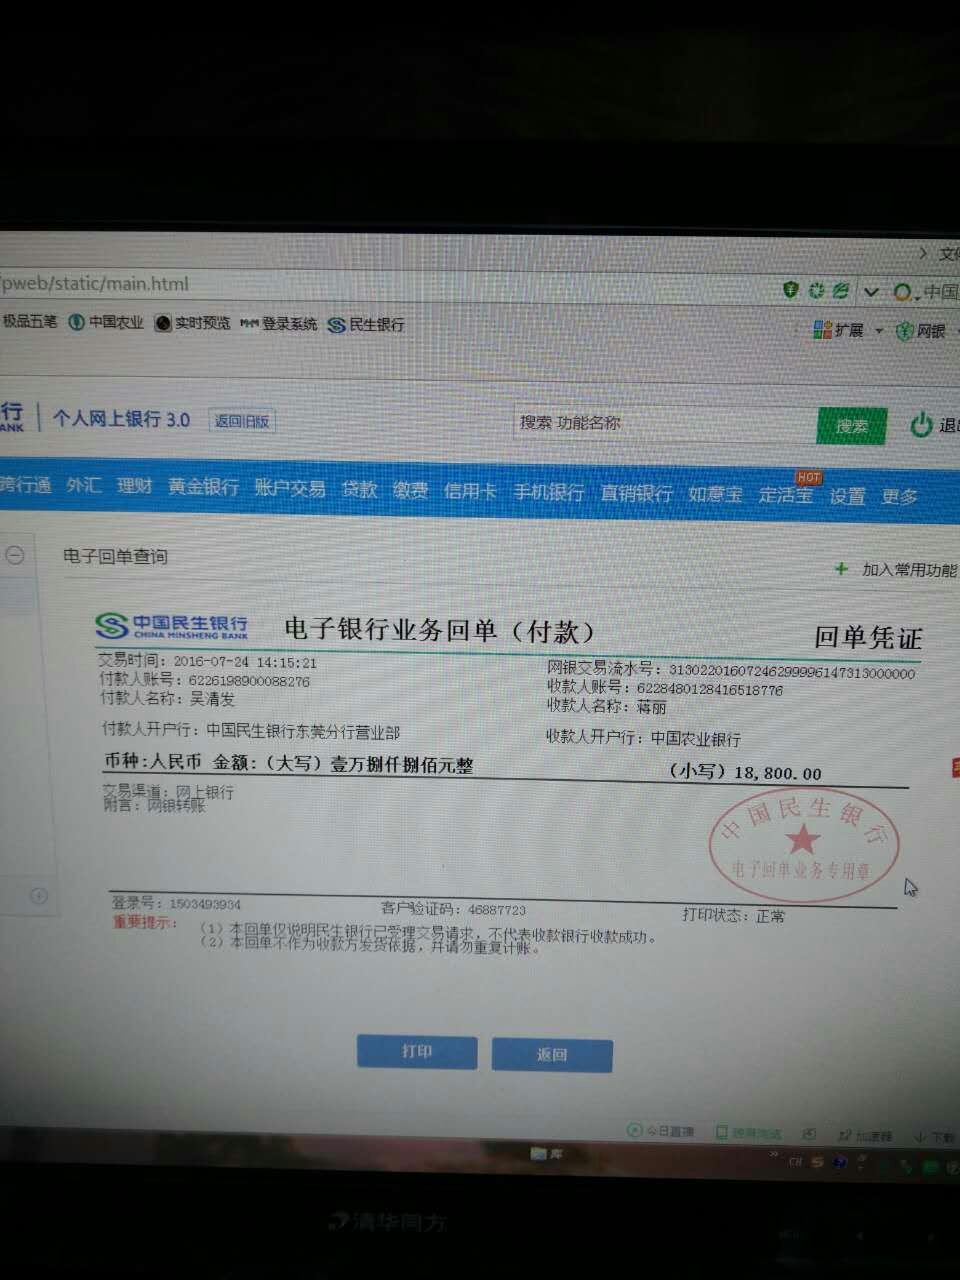 文件
/pweb/static/main.html
中国
极品五笔 中国农业 实时预览 登录系统 民生银行 扩展 网银
行 个人网上银行 3.0 返回旧版 搜索 功能名称 搜索 退出
ANK
跨行通 外汇 理财 黄金银行 账户交易 贷款 缴费 信用卡 手机银行 直销银行 如意宝 定活宝 HOT 设置 更多
电子回单查询
加入常用功能
中国民生银行 电子银行业务回单（付款） 回单凭证
CHINA MINSHENG BANK
交易时间：2016-07-24 14:15:21 网银交易流水号：31302201607246299996147313000000
付款人账号：6226198900088276 收款人账号：6228480128416518776
付款人名称：吴清发 收款人名称：蒋丽
付款人开户行：中国民生银行东莞分行营业部 收款人开户行：中国农业银行
币种:人民币 金额:（大写）壹万捌仟捌佰元整 （小写）18,800.00
交易渠道：网上银行
附言：网银转账
中国民生银行
电子回单业务专用章
登录号：1503493934 客户验证码：46887723 打印状态：正常
重要提示：（1）本回单仅说明民生银行已受理交易请求，不代表收款银行收款成功。
（2）本回单不作为收款方发货依据，并请勿重复计账。
打印 返回
今日直播 加速器 下载
库 CH
清华同方